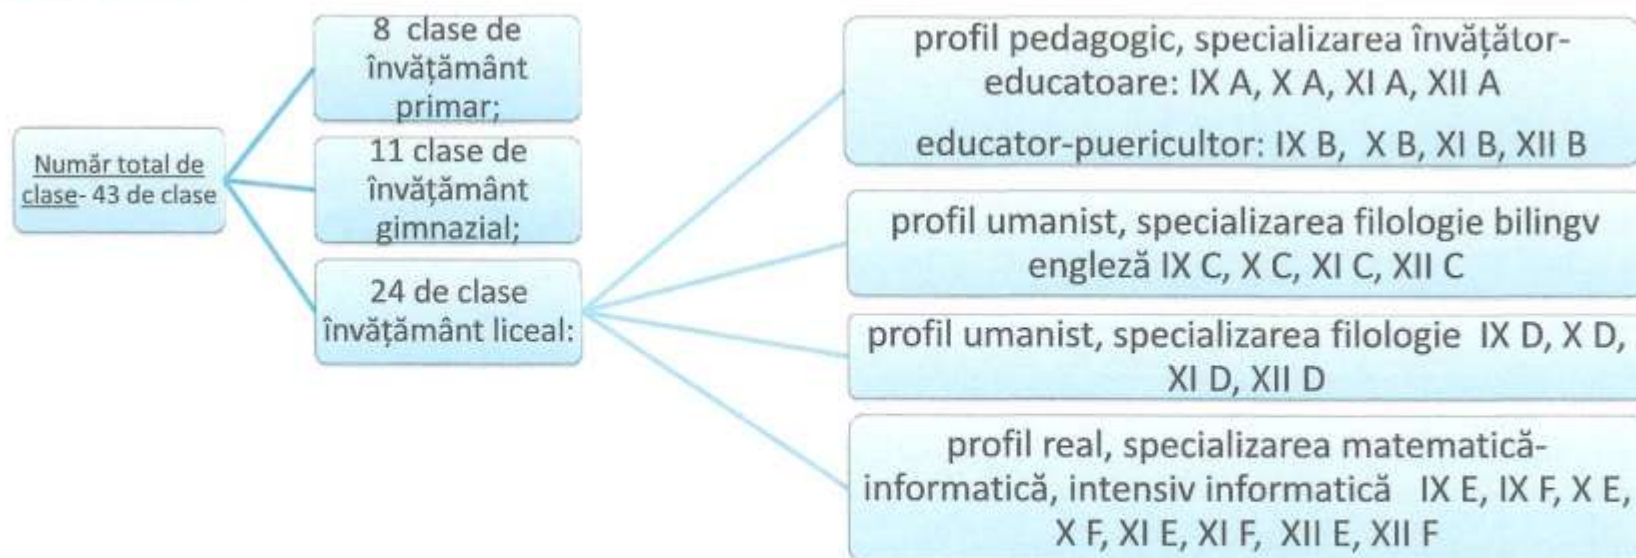 Număr total de
clase- 43 de clase
8 clase de
învățământ
primar;
11 clase de
învățământ
gimnazial;
24 de clase
învățământ liceal:
profil pedagogic, specializarea învățător-
educatoare: IX A, X A, XI A, XII A
educator-puericultor: IX B, X B, XI B, XII B
profil umanist, specializarea filologie bilingv
engleză IX C, X C, XI C, XII C
profil umanist, specializarea filologie IX D, X D,
XI D, XII D
profil real, specializarea matematică-
informatică, intensiv informatică IX E, IX F, X E,
X F, XI E, XI F, XII E, XII F